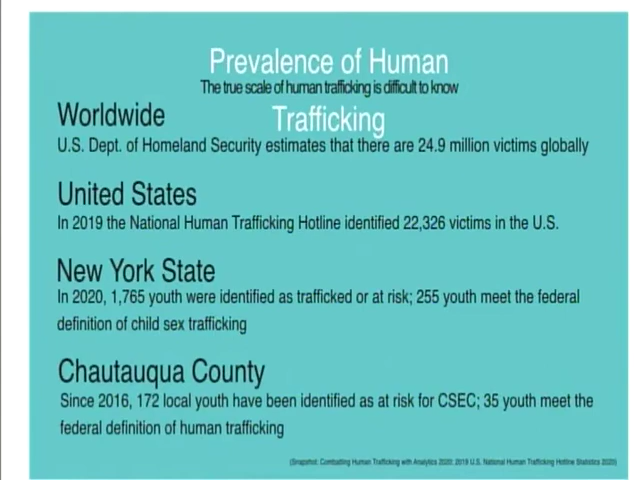 Prevalence of Human
The true scale of human trafficking is difficult to know
Trafficking
Worldwide
U.S. Dept. of Homeland Security estimates that there are 24.9 million victims globally
United States
In 2019 the National Human Trafficking Hotline identified 22,326 victims in the U.S.
New York State
In 2020, 1,765 youth were identified as trafficked or at risk; 255 youth meet the federal
definition of child sex trafficking
Chautauqua County
Since 2016, 172 local youth have been identified as at risk for CSEC; 35 youth meet the
federal definition of human trafficking
(Snapshot: Combatting Human Trafficking with Analytics 2020: 2019 U.S. National Human Trafficking Hotline Statistics 2020)